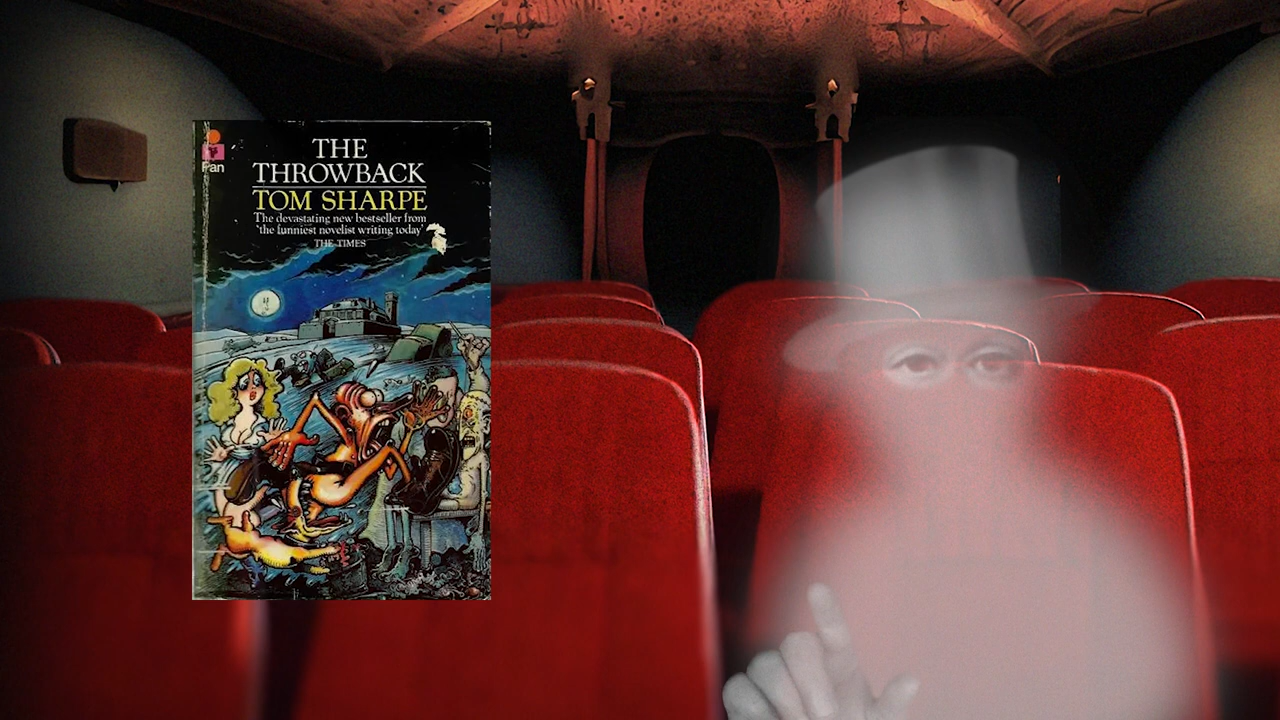 Pan
THE
THROWBACK
TOM SHARPE
The devastating new bestseller from
'the funniest novelist writing today'
THE TIMES